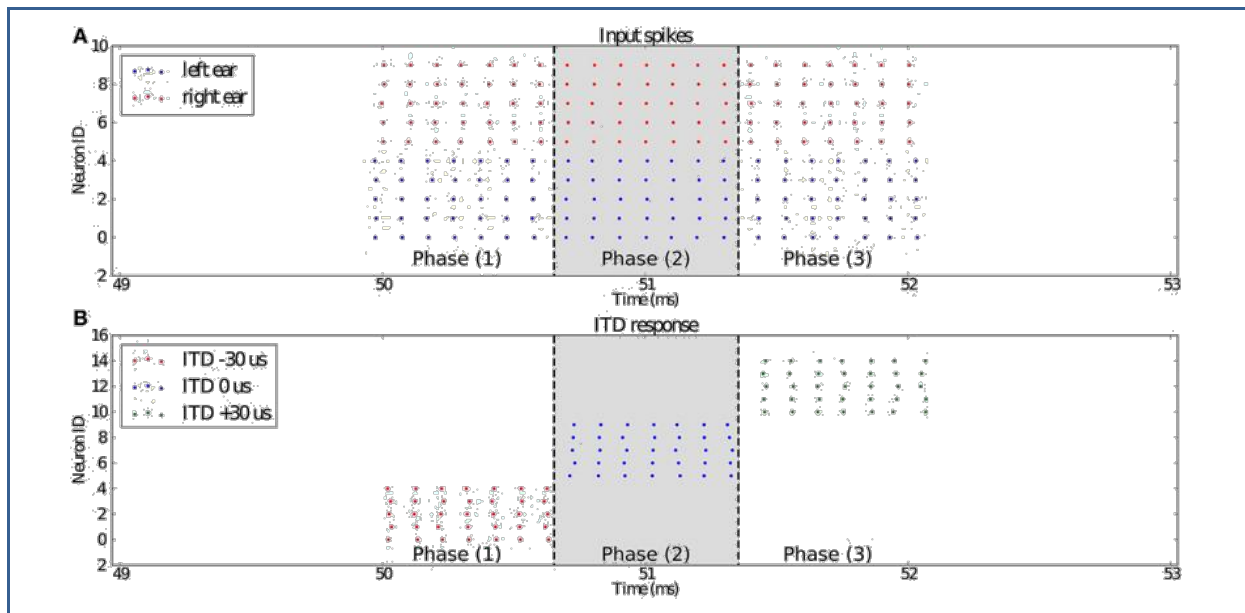 A
Input spikes
10
left ear
right ear
8
6
4
2
0
2
Neuron ID
Phase (1)
Phase (2)
Phase (3)
49
50
51
52
53
Time (ms)
B
ITD response
16
ITD -30 us
ITD 0 us
ITD +30 us
14
12
10
8
6
4
2
0
2
Neuron ID
Phase (1)
Phase (2)
Phase (3)
49
50
51
52
53
Time (ms)